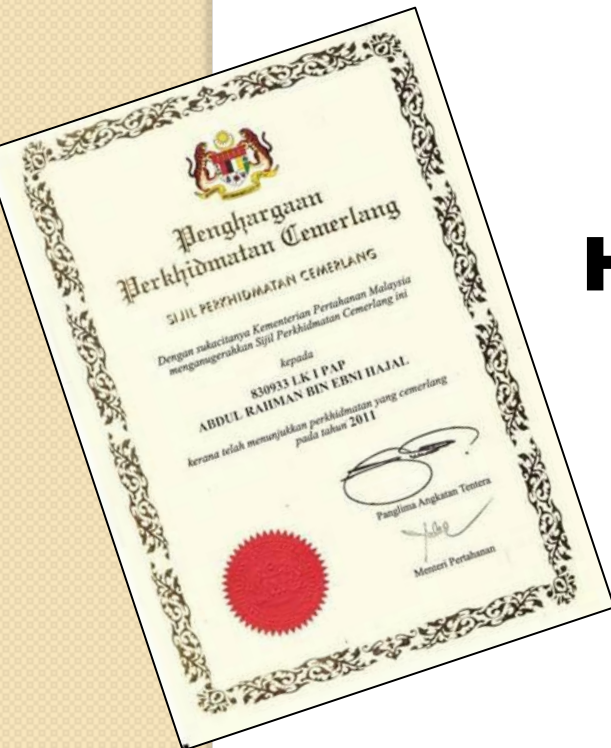 Penghargaan
Perkhidmatan Cemerlang
SIJIL PERKHIDMATAN CEMERLANG
Dengan sukacitanya Kementerian Pertahanan Malaysia
menganugerahkan Sijil Perkhidmatan Cemerlang ini
kepada
830933 LK I PAP
ABDUL RAHMAN BIN EBNI HAJAL
kerana telah menunjukkan perkhidmatan yang cemerlang
pada tahun 2011
Panglima Angkatan Tentera
Menteri Pertahanan
H